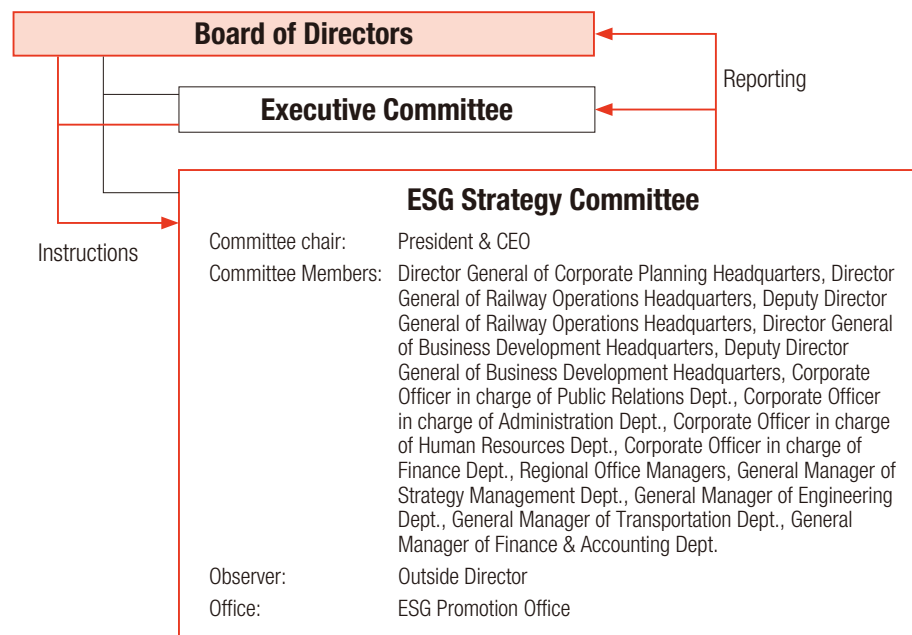 Board of Directors
Reporting
Executive Committee
ESG Strategy Committee
Instructions
Committee chair: President & CEO
Committee Members: Director General of Corporate Planning Headquarters, Director
General of Railway Operations Headquarters, Deputy Director
General of Railway Operations Headquarters, Director General
of Business Development Headquarters, Deputy Director
General of Business Development Headquarters, Corporate
Officer in charge of Public Relations Dept., Corporate Officer
in charge of Administration Dept., Corporate Officer in charge
of Human Resources Dept., Corporate Officer in charge of
Finance Dept., Regional Office Managers, General Manager of
Strategy Management Dept., General Manager of Engineering
Dept., General Manager of Transportation Dept., General
Manager of Finance & Accounting Dept.
Observer: Outside Director
Office: ESG Promotion Office